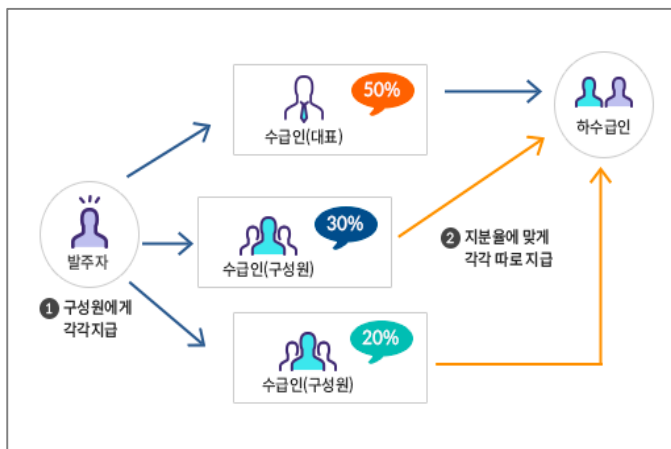 50%
수급인(대표)
하수급인
30%
수급인(구성원)
발주자
❶ 구성원에게
각각지급
❷ 지분율에 맞게
각각 따로 지급
20%
수급인(구성원)